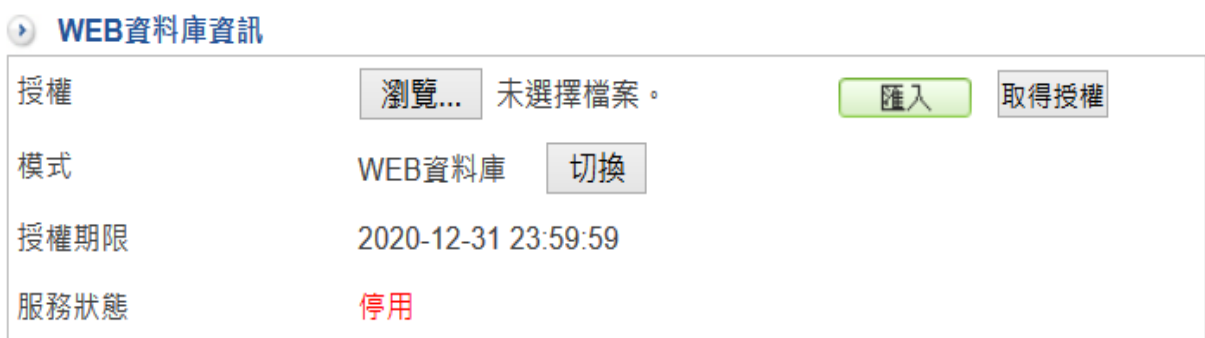 WEB資料庫資訊
授權 瀏覽... 未選擇檔案。 匯入 取得授權
模式 WEB資料庫 切換
授權期限 2020-12-31 23:59:59
服務狀態 停用